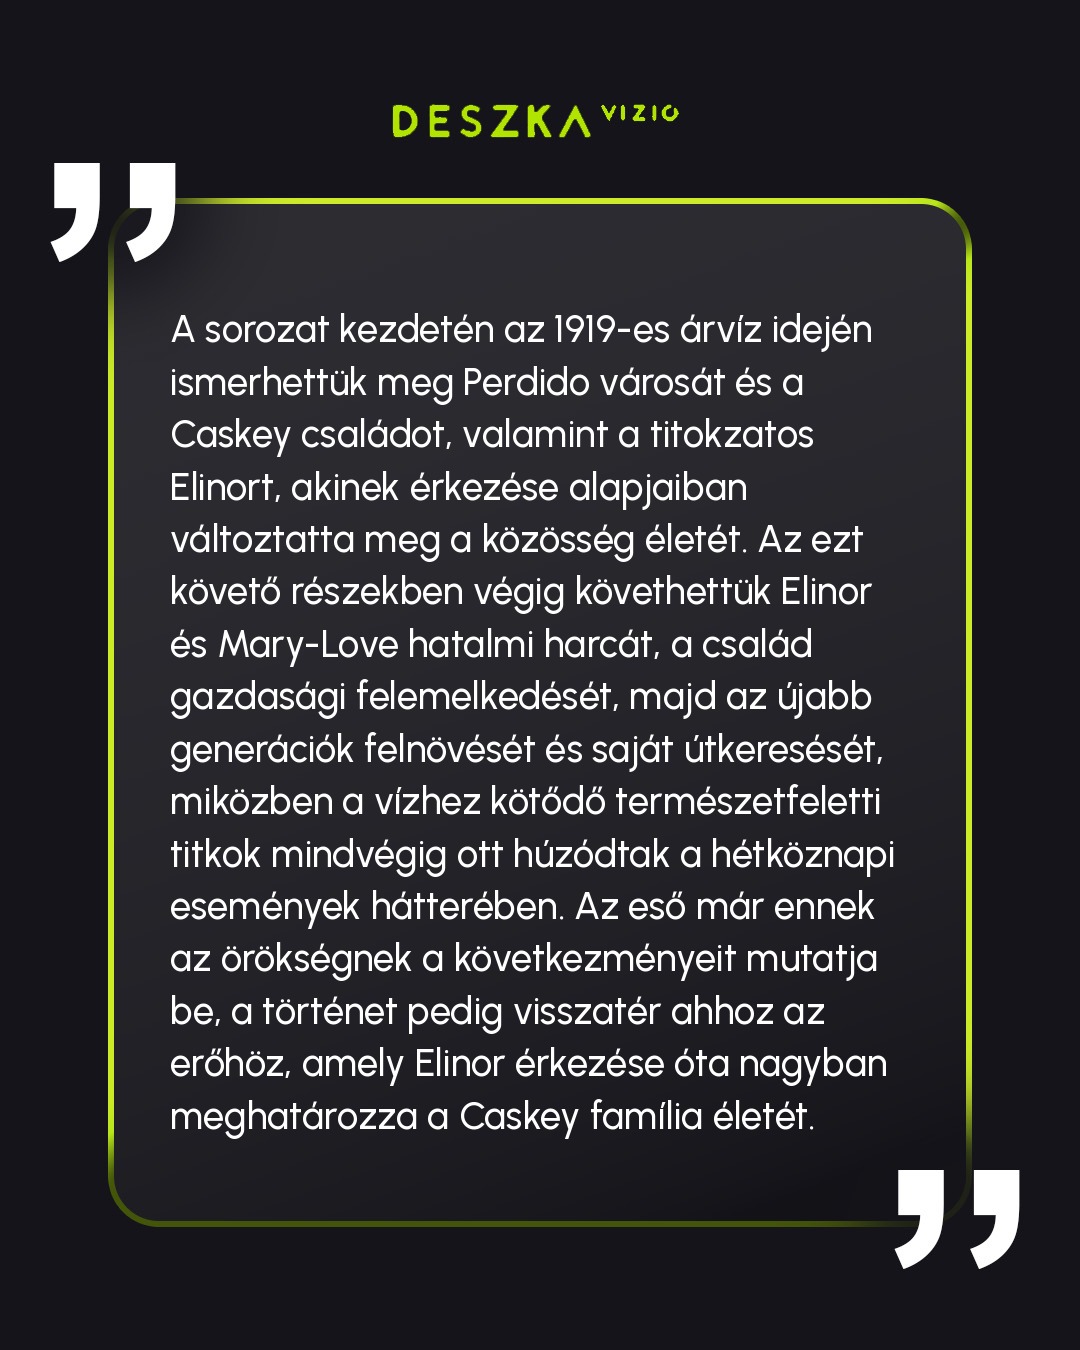 DESZKA VIZIO
”
A sorozat kezdetén az 1919-es árvíz idején
ismerhettük meg Perdido városát és a
Caskey családot, valamint a titokzatos
Elinort, akinek érkezése alapjaiban
változtatta meg a közösség életét. Az ezt
követő részekben végig követhettük Elinor
és Mary-Love hatalmi harcát, a család
gazdasági felemelkedését, majd az újabb
generációk felnövését és saját útkeresését,
miközben a vízhez kötődő természetfeletti
titkok mindvégig ott húzódtak a hétköznapi
események hátterében. Az eső már ennek
az örökségnek a következményeit mutatja
be, a történet pedig visszatér ahhoz az
erőhöz, amely Elinor érkezése óta nagyban
meghatározza a Caskey família életét.
”